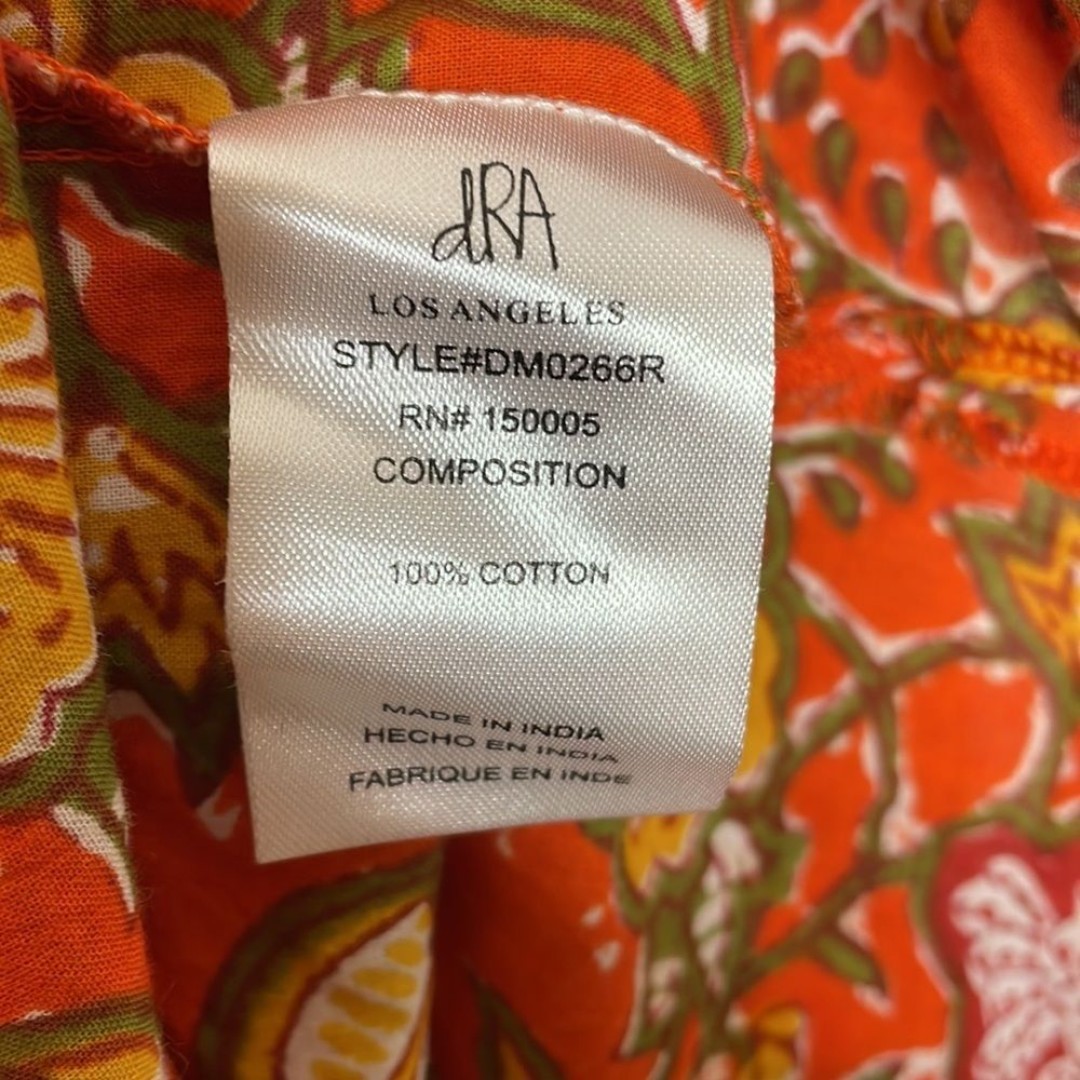 dRA
LOS ANGELES
STYLE#DM0266R
RN# 150005
COMPOSITION
100% COTTON
MADE IN INDIA
HECHO EN INDIA
FABRIQUE EN INDE